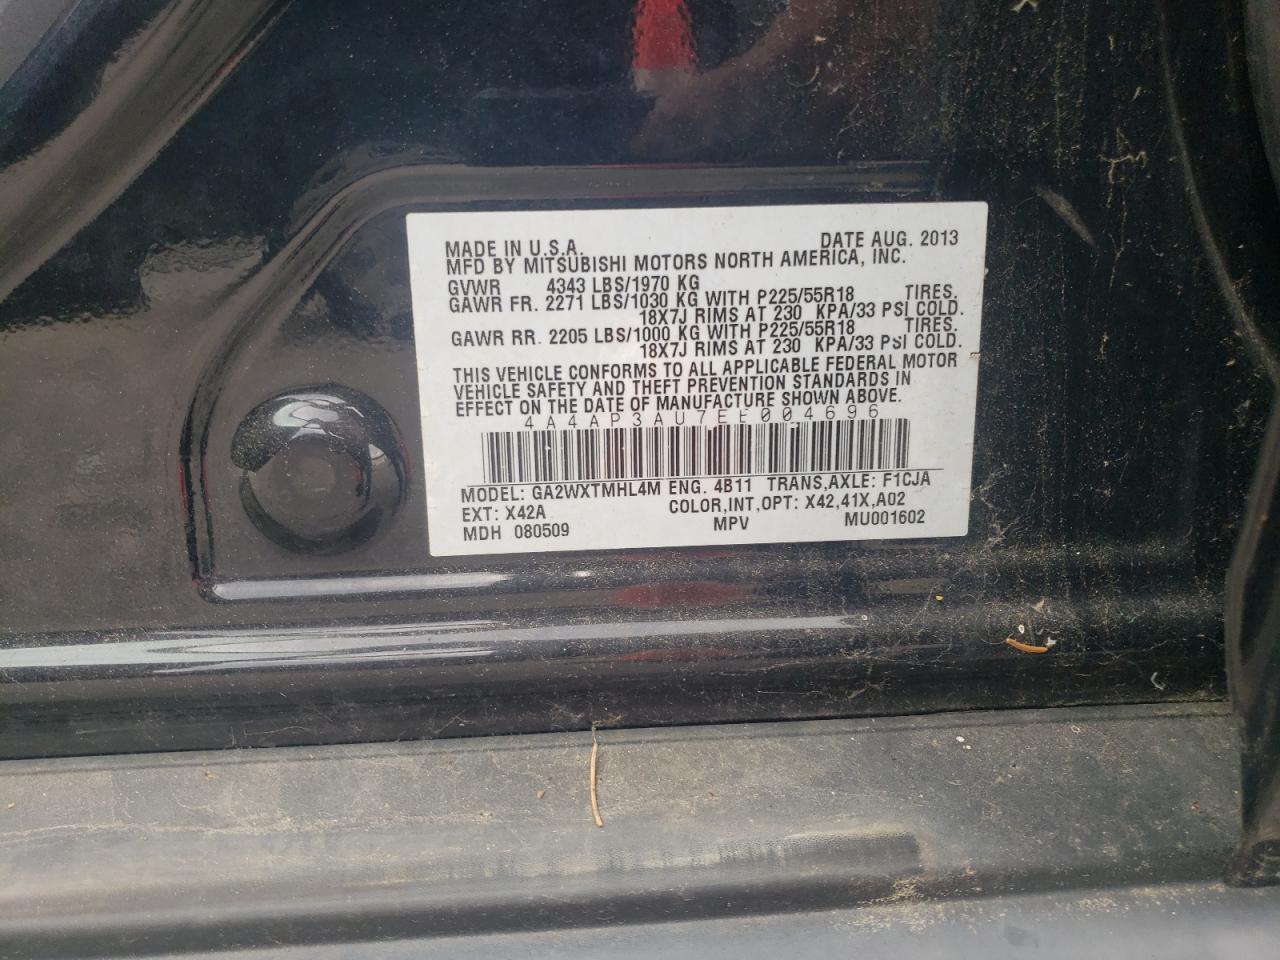 MADE IN U.S.A. DATE AUG. 2013
MFD BY MITSUBISHI MOTORS NORTH AMERICA, INC.
GVWR 4343 LBS/1970 KG
GAWR FR. 2271 LBS/1030 KG WITH P225/55R18 TIRES.
18X7J RIMS AT 230 KPA/33 PSI COLD.
GAWR RR. 2205 LBS/1000 KG WITH P225/55R18 TIRES.
18X7J RIMS AT 230 KPA/33 PSI COLD.
THIS VEHICLE CONFORMS TO ALL APPLICABLE FEDERAL MOTOR
VEHICLE SAFETY AND THEFT PREVENTION STANDARDS IN
EFFECT ON THE DATE OF MANUFACTURE SHOWN ABOVE.
4A4AP3AU7EE004696
MODEL: GA2WXTMHL4M ENG. 4B11 TRANS,AXLE: F1CJA
EXT: X42A COLOR,INT,OPT: X42,41X,A02
MDH 080509 MPV MU001602